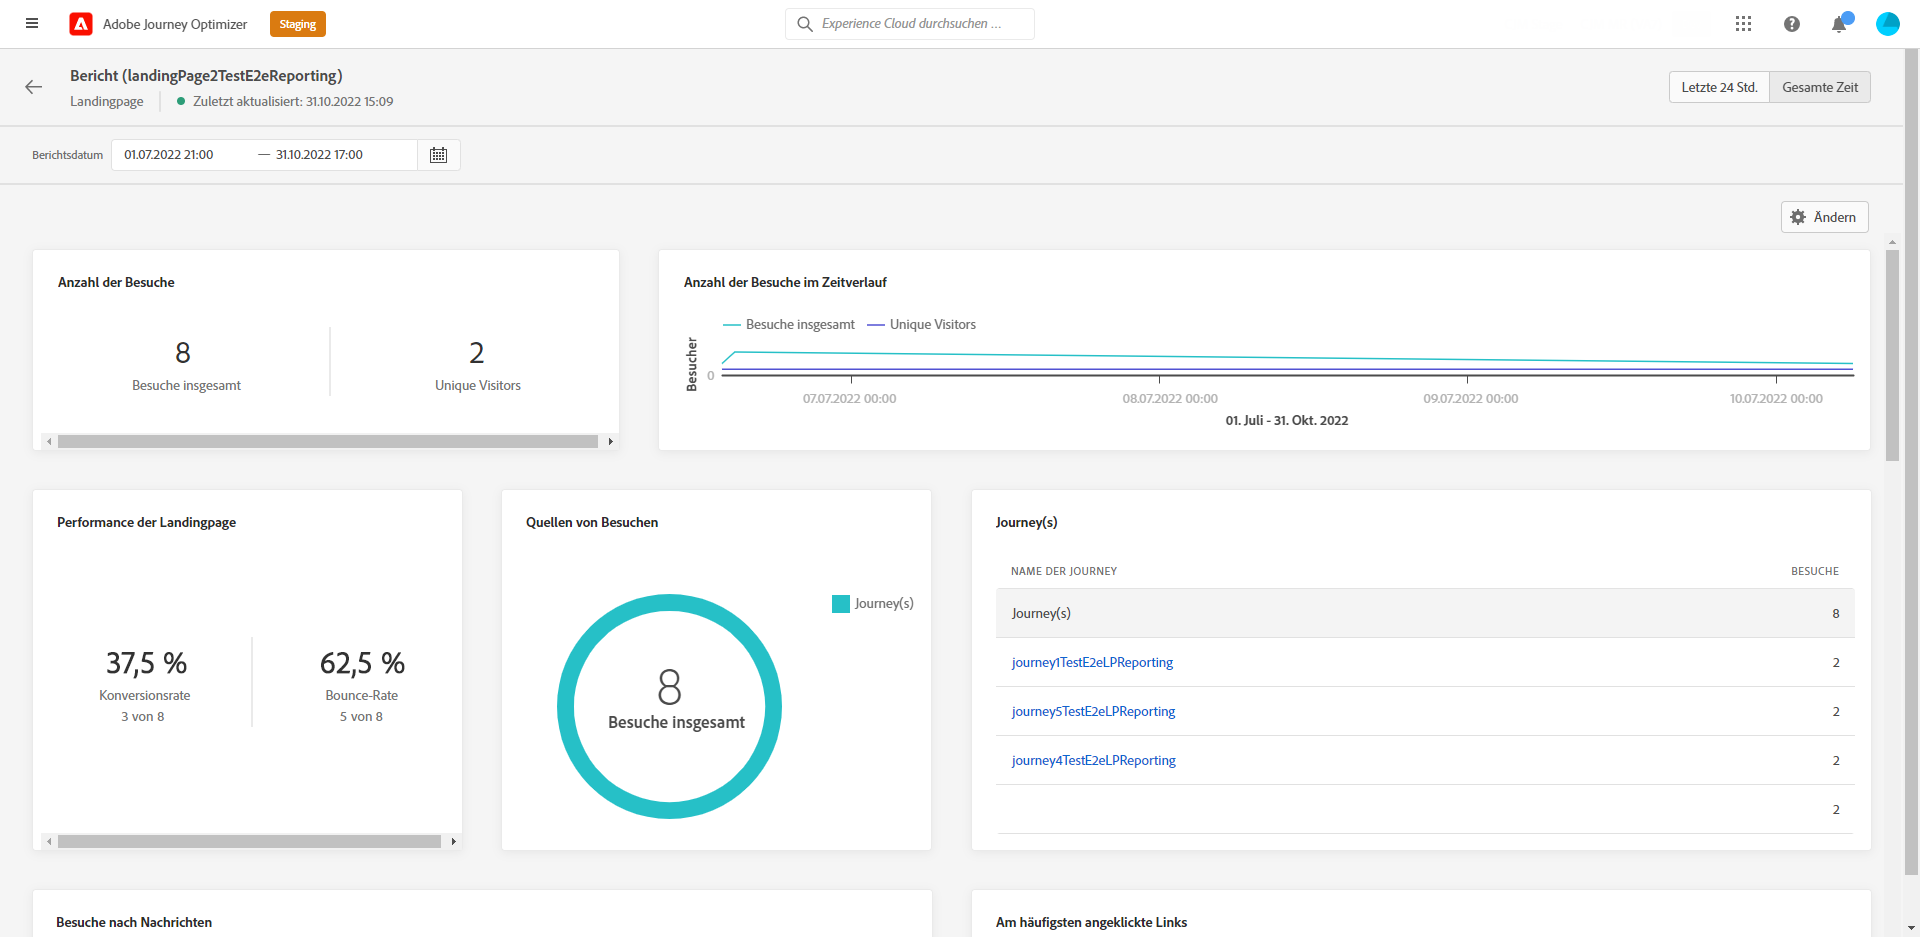 Adobe Journey Optimizer
Staging
Experience Cloud durchsuchen ...
Bericht (landingPage2TestE2eReporting)
Landingpage
Zuletzt aktualisiert: 31.10.2022 15:09
Letzte 24 Std.
Gesamte Zeit
Berichtsdatum
01.07.2022 21:00
— 31.10.2022 17:00
Ändern
Anzahl der Besuche
8
Besuche insgesamt
2
Unique Visitors
Anzahl der Besuche im Zeitverlauf
Besuche insgesamt
Unique Visitors
Besucher
0
07.07.2022 00:00
08.07.2022 00:00
09.07.2022 00:00
10.07.2022 00:00
01. Juli - 31. Okt. 2022
Performance der Landingpage
37,5 %
Konversionsrate
3 von 8
62,5 %
Bounce-Rate
5 von 8
Quellen von Besuchen
Journey(s)
8
Besuche insgesamt
Journey(s)
NAME DER JOURNEY
BESUCHE
Journey(s)
8
journey1TestE2eLPReporting
2
journey5TestE2eLPReporting
2
journey4TestE2eLPReporting
2
2
Besuche nach Nachrichten
Am häufigsten angeklickte Links